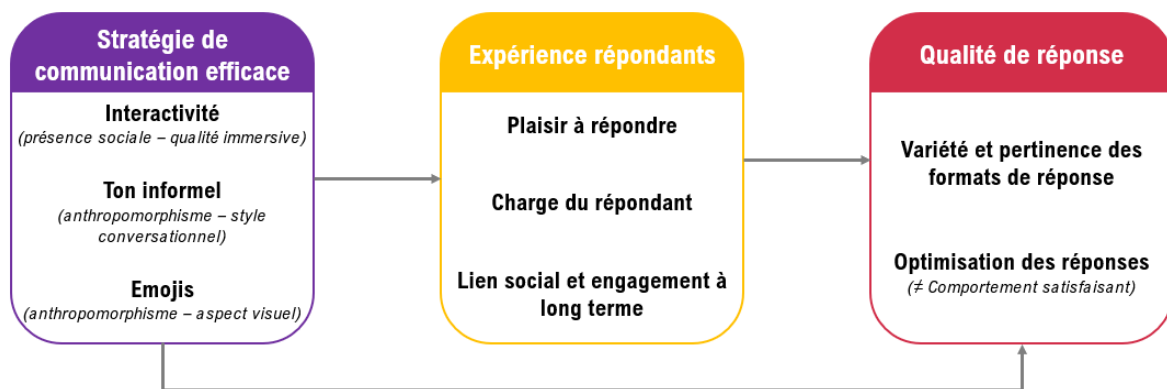 Stratégie de
communication efficace
Interactivité
(présence sociale – qualité immersive)
Ton informel
(anthropomorphisme – style
conversationnel)
Emojis
(anthropomorphisme – aspect visuel)
Expérience répondants
Plaisir à répondre
Charge du répondant
Lien social et engagement à
long terme
Qualité de réponse
Variété et pertinence des
formats de réponse
Optimisation des réponses
(≠ Comportement satisfaisant)